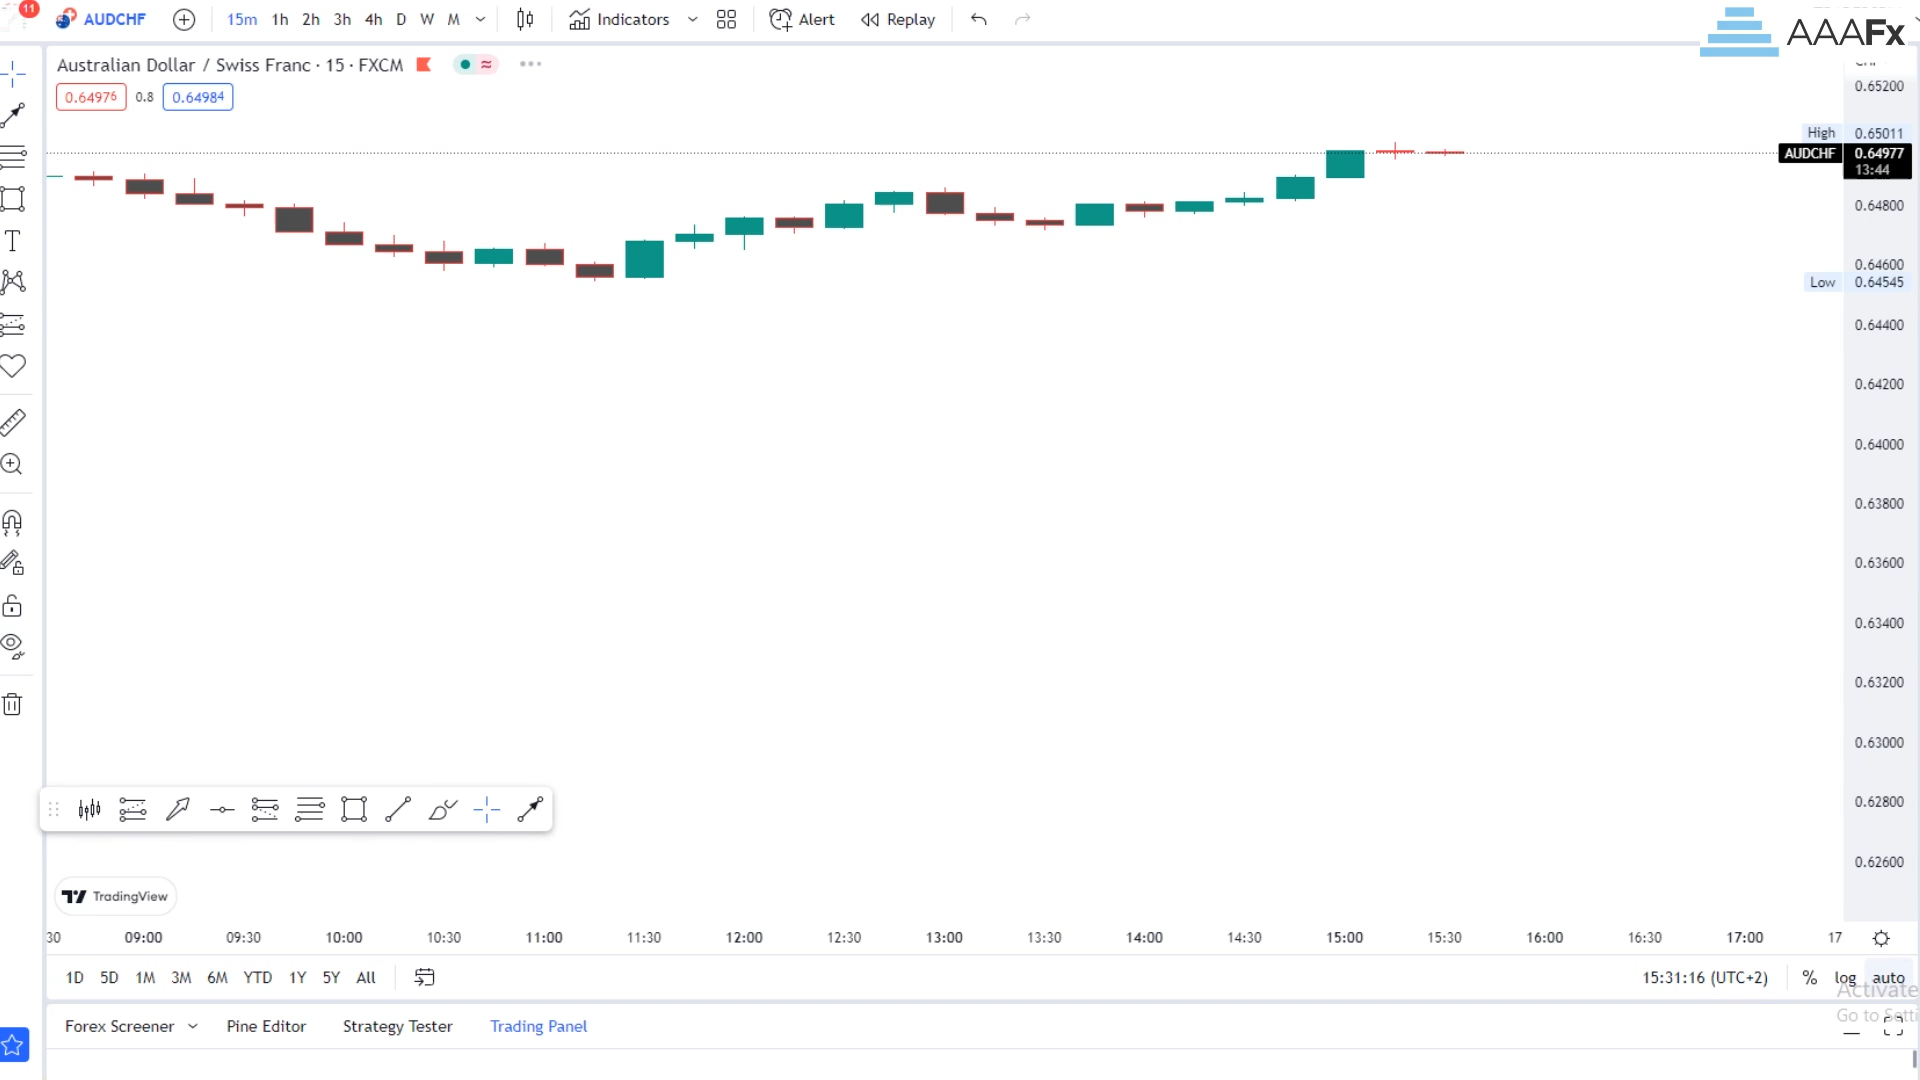 11 AUDCHF 15m 1h 2h 3h 4h D W M Indicators Alert Replay
AAAFx
Australian Dollar / Swiss Franc · 15 · FXCM
0.64976 0.8 0.64984
0.65200
High 0.65011
AUDCHF 0.64977
13:44
0.64800
0.64600
Low 0.64545
0.64400
0.64200
0.64000
0.63800
0.63600
0.63400
0.63200
0.63000
0.62800
0.62600
TradingView
30 09:00 09:30 10:00 10:30 11:00 11:30 12:00 12:30 13:00 13:30 14:00 14:30 15:00 15:30 16:00 16:30 17:00 17
1D 5D 1M 3M 6M YTD 1Y 5Y All 15:31:16 (UTC+2) % log auto
Activate
Go to Setti
Forex Screener Pine Editor Strategy Tester Trading Panel